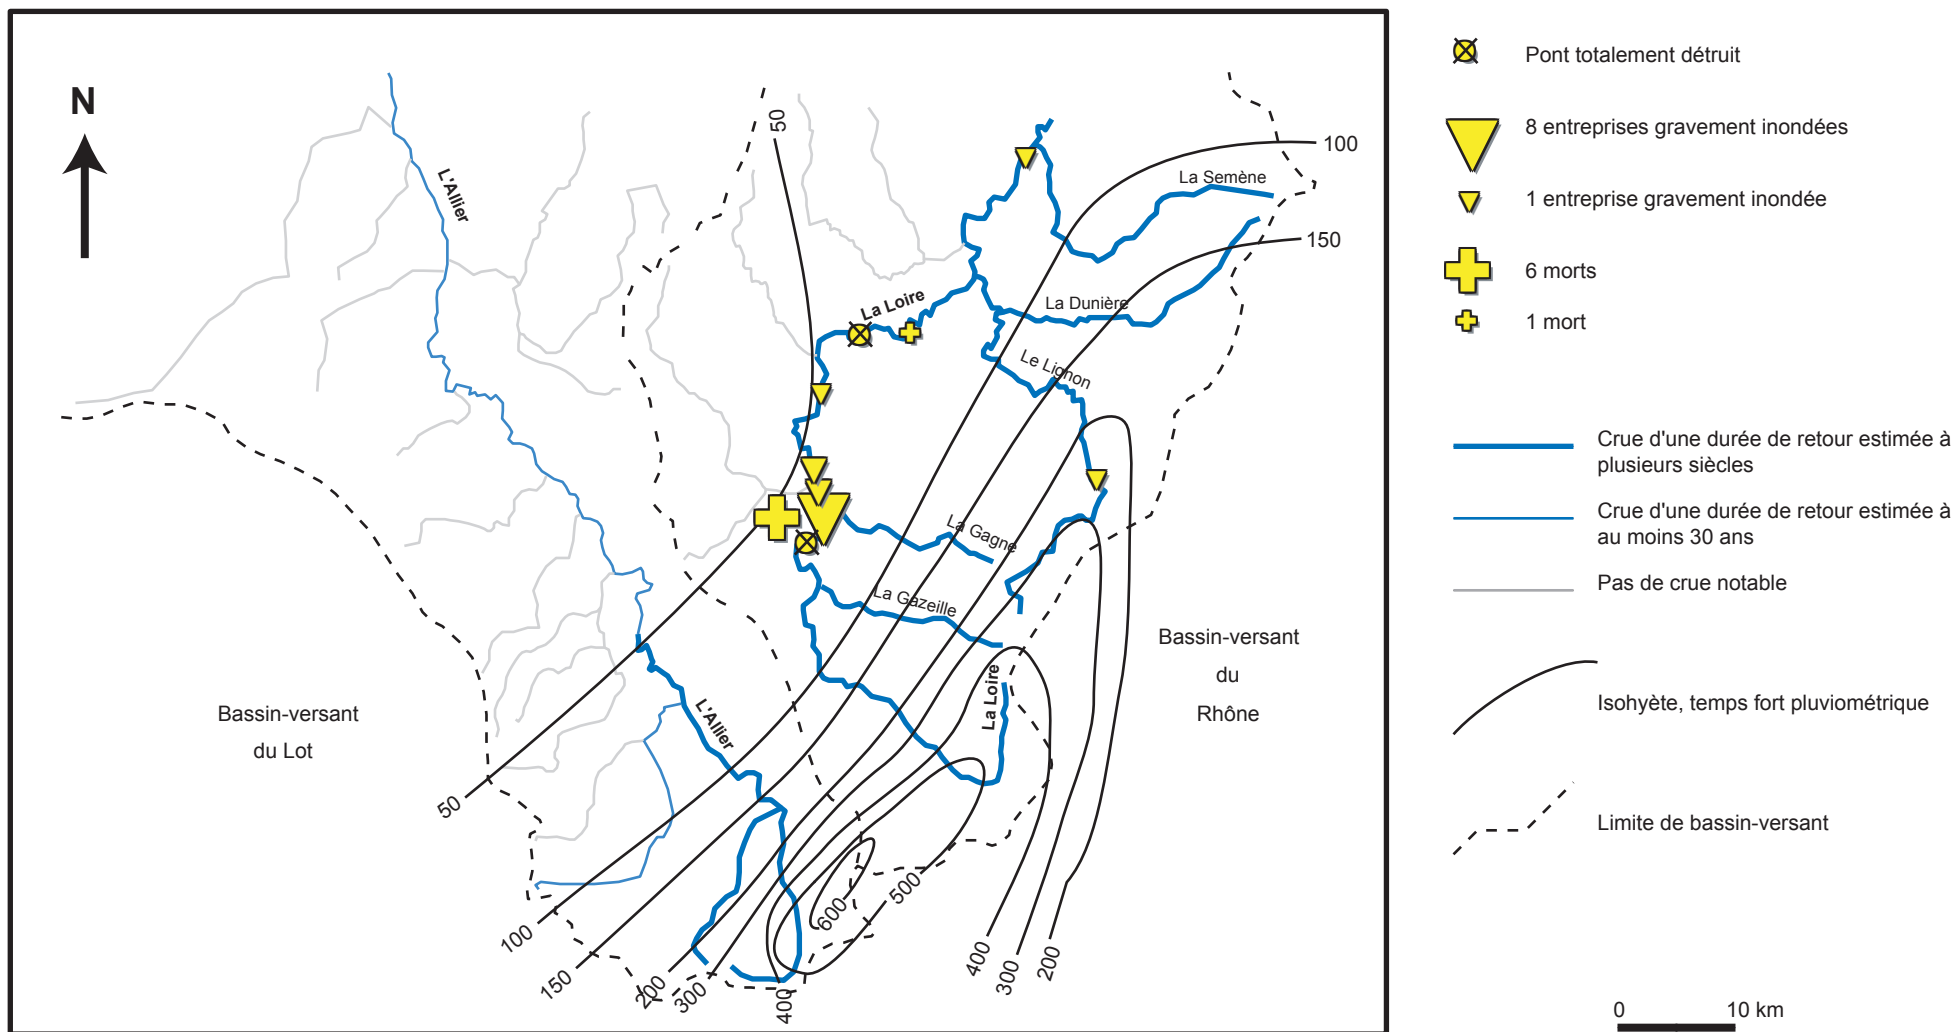 N
50
100
La Semène
L'Allier
150
La Loire
La Dunière
Le Lignon
La Gagne
La Gazeille
Bassin-versant
du
Rhône
La Loire
Bassin-versant
du Lot
L'Allier
50
500
600
100
150
200
300
400
400
300
200
Pont totalement détruit
8 entreprises gravement inondées
1 entreprise gravement inondée
6 morts
1 mort
Crue d'une durée de retour estimée à
plusieurs siècles
Crue d'une durée de retour estimée à
au moins 30 ans
Pas de crue notable
Isohyète, temps fort pluviométrique
Limite de bassin-versant
0 10 km